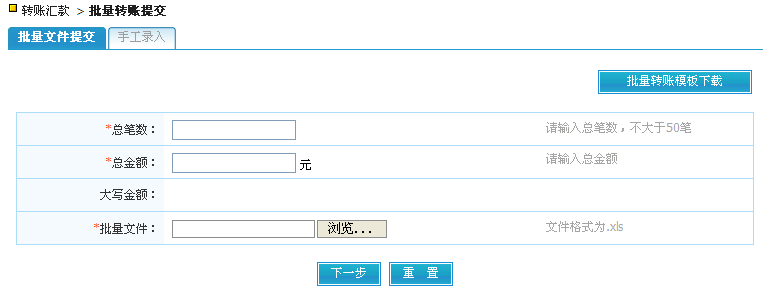 转账汇款 > 批量转账提交
批量文件提交 手工录入
批量转账模板下载
*总笔数： 请输入总笔数，不大于50笔
*总金额： 元 请输入总金额
大写金额：
*批量文件： 浏览... 文件格式为.xls
下一步 重 置